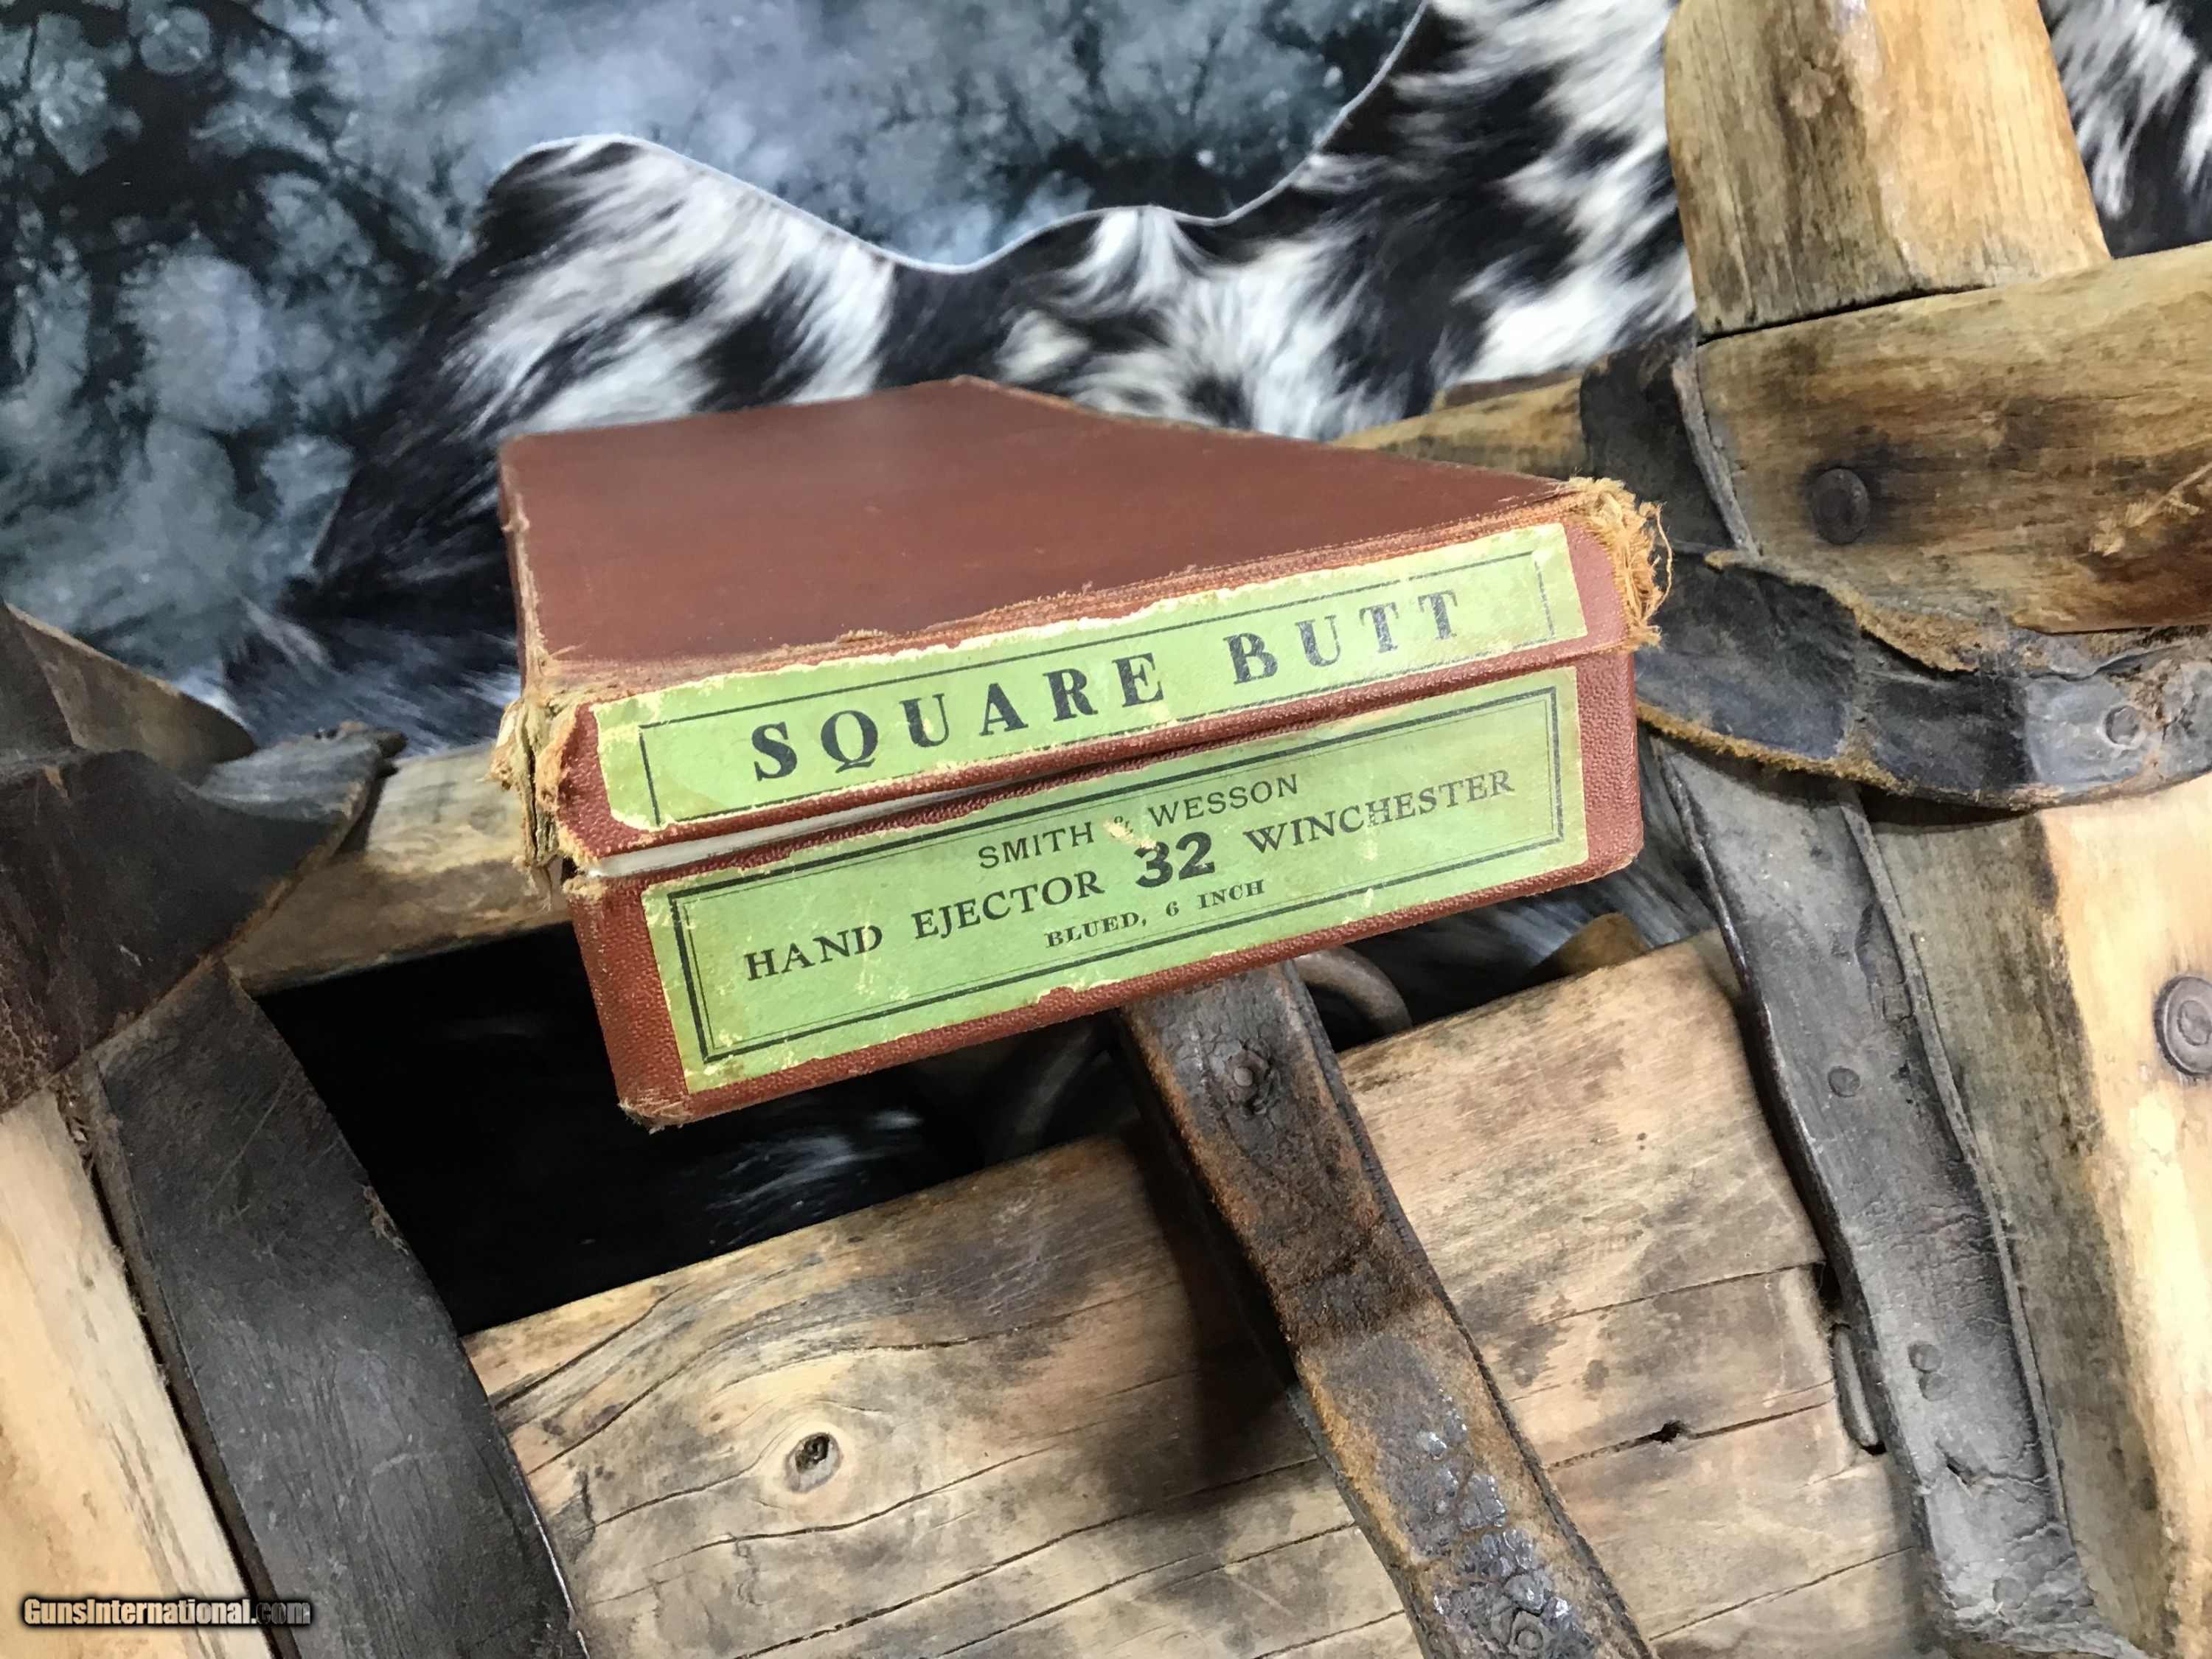 SQUARE BUTT
SMITH & WESSON
HAND EJECTOR 32 WINCHESTER
BLUED, 6 INCH
GunsInternational.com